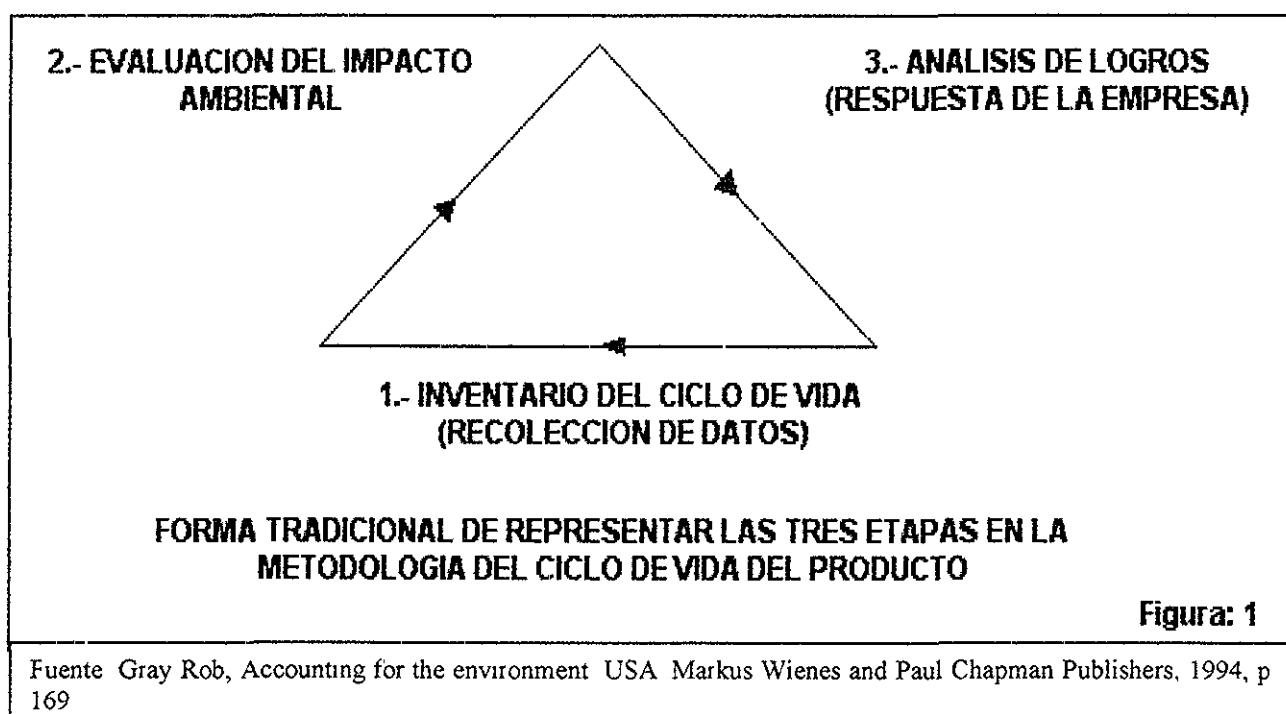 2.- EVALUACION DEL IMPACTO
AMBIENTAL
3.- ANALISIS DE LOGROS
(RESPUESTA DE LA EMPRESA)
1.- INVENTARIO DEL CICLO DE VIDA
(RECOLECCION DE DATOS)
FORMA TRADICIONAL DE REPRESENTAR LAS TRES ETAPAS EN LA
METODOLOGIA DEL CICLO DE VIDA DEL PRODUCTO
Figura: 1
Fuente Gray Rob, Accounting for the environment USA Markus Wienes and Paul Chapman Publishers, 1994, p
169